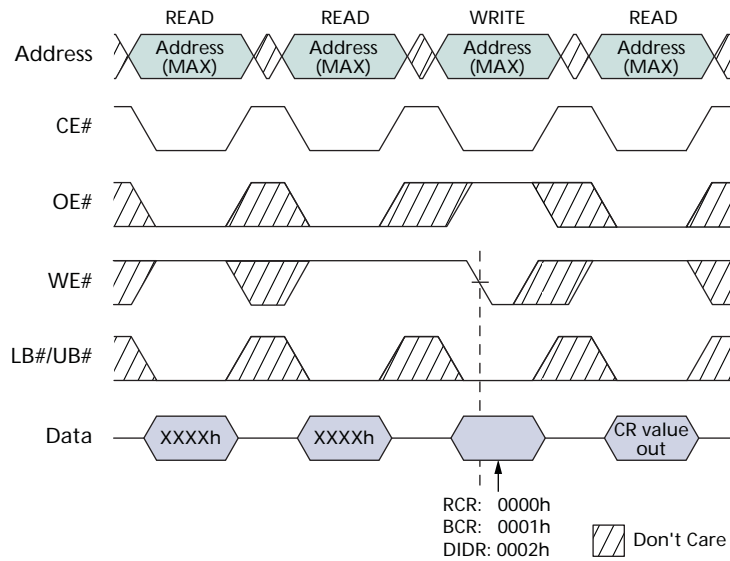 READ READ WRITE READ
Address
Address (MAX)
Address (MAX)
Address (MAX)
Address (MAX)
CE#
OE#
WE#
LB#/UB#
Data
XXXXh
XXXXh
CR value out
RCR: 0000h
BCR: 0001h
DIDR: 0002h
Don't Care